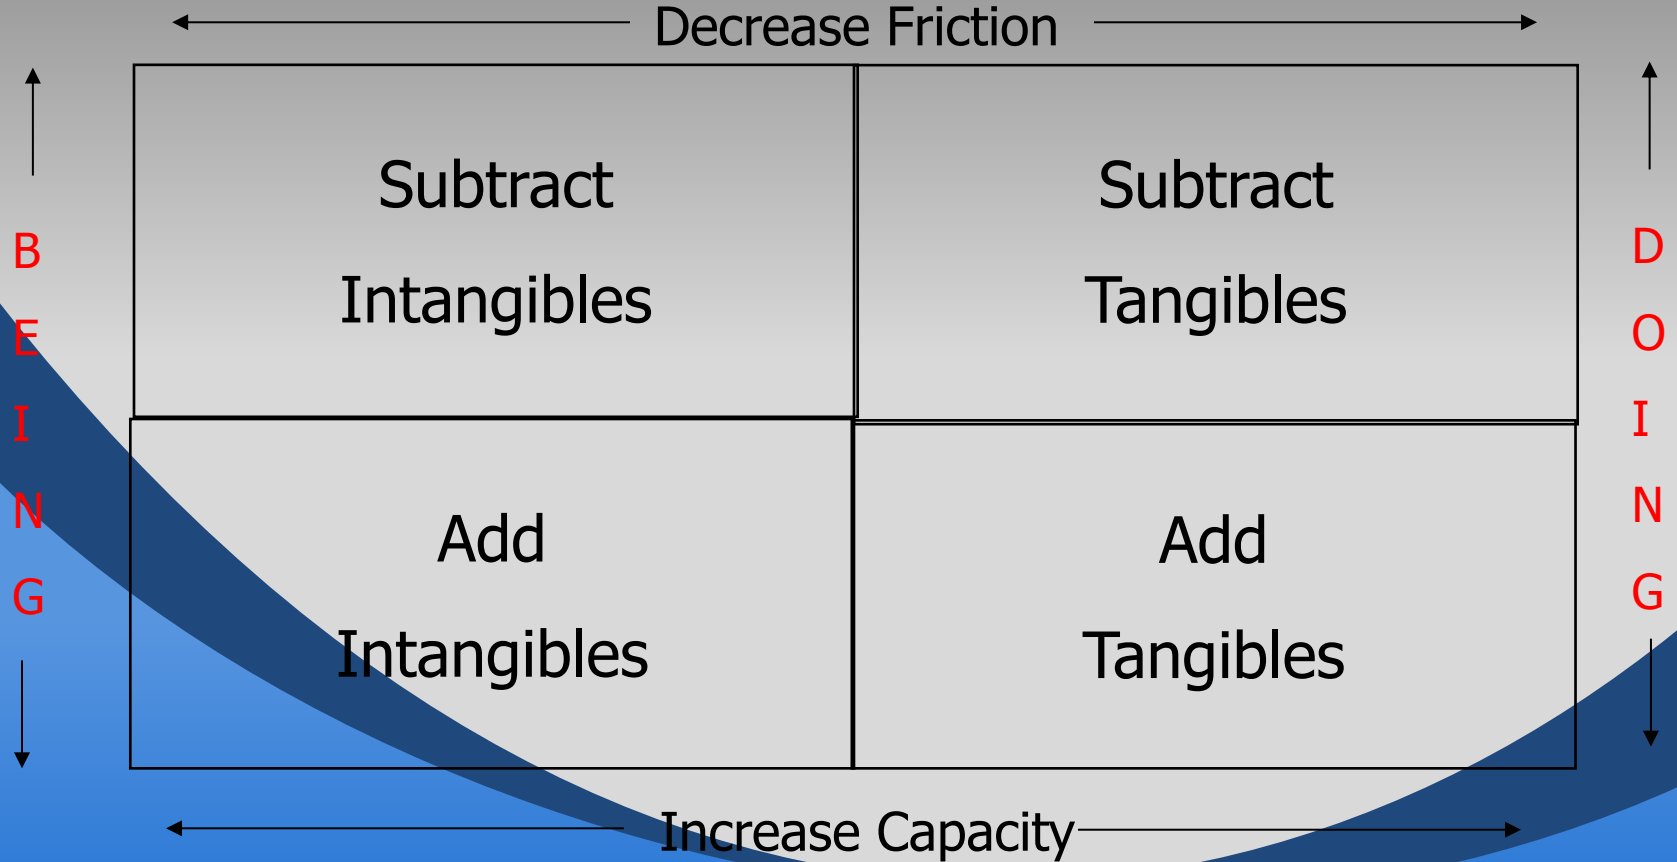 Decrease Friction
Subtract
Intangibles
Subtract
Tangibles
B
E
I
N
G
D
O
I
N
G
Add
Intangibles
Add
Tangibles
Increase Capacity